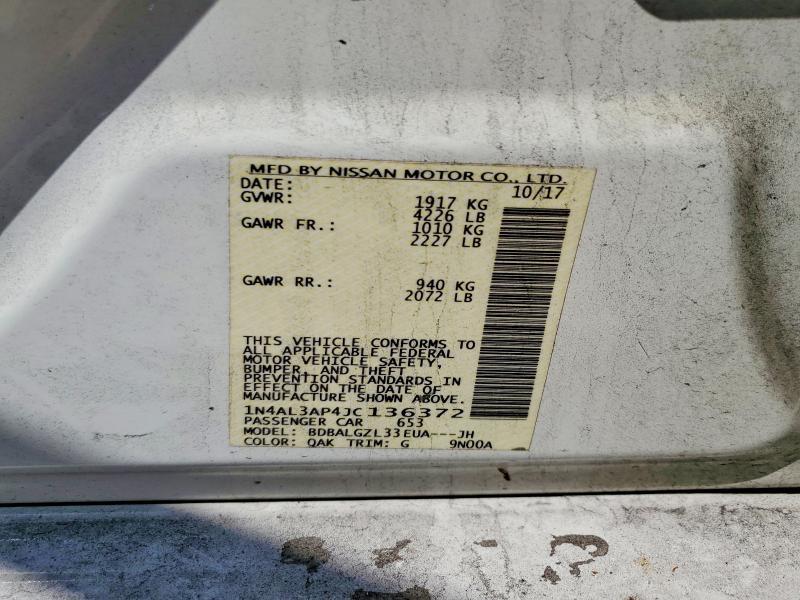 MFD BY NISSAN MOTOR CO., LTD.
DATE: 10/17
GVWR: 1917 KG
4226 LB
GAWR FR.: 1010 KG
2227 LB
GAWR RR.: 940 KG
2072 LB
THIS VEHICLE CONFORMS TO
ALL APPLICABLE FEDERAL
MOTOR VEHICLE SAFETY,
BUMPER, AND THEFT
PREVENTION STANDARDS IN
EFFECT ON THE DATE OF
MANUFACTURE SHOWN ABOVE.
1N4AL3AP4JC136372
PASSENGER CAR 653
MODEL: BDBALGZL33EUA---JH
COLOR: QAK TRIM: G 9N00A